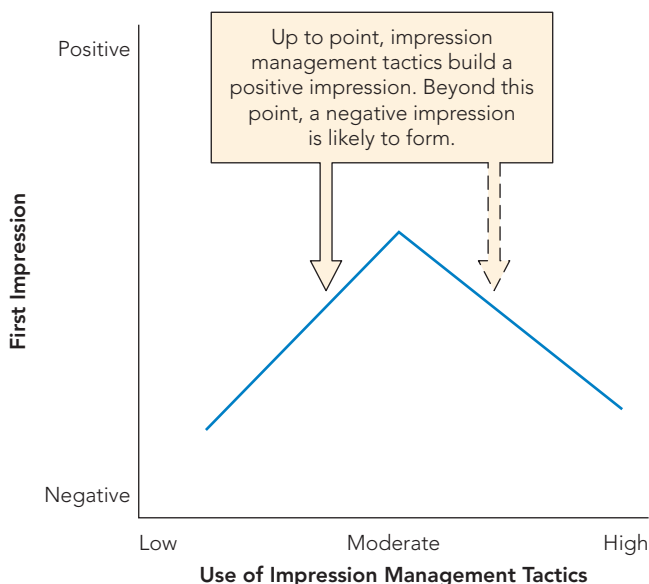 Positive
Up to point, impression
management tactics build a
positive impression. Beyond this
point, a negative impression
is likely to form.
First Impression
Negative
Low Moderate High
Use of Impression Management Tactics